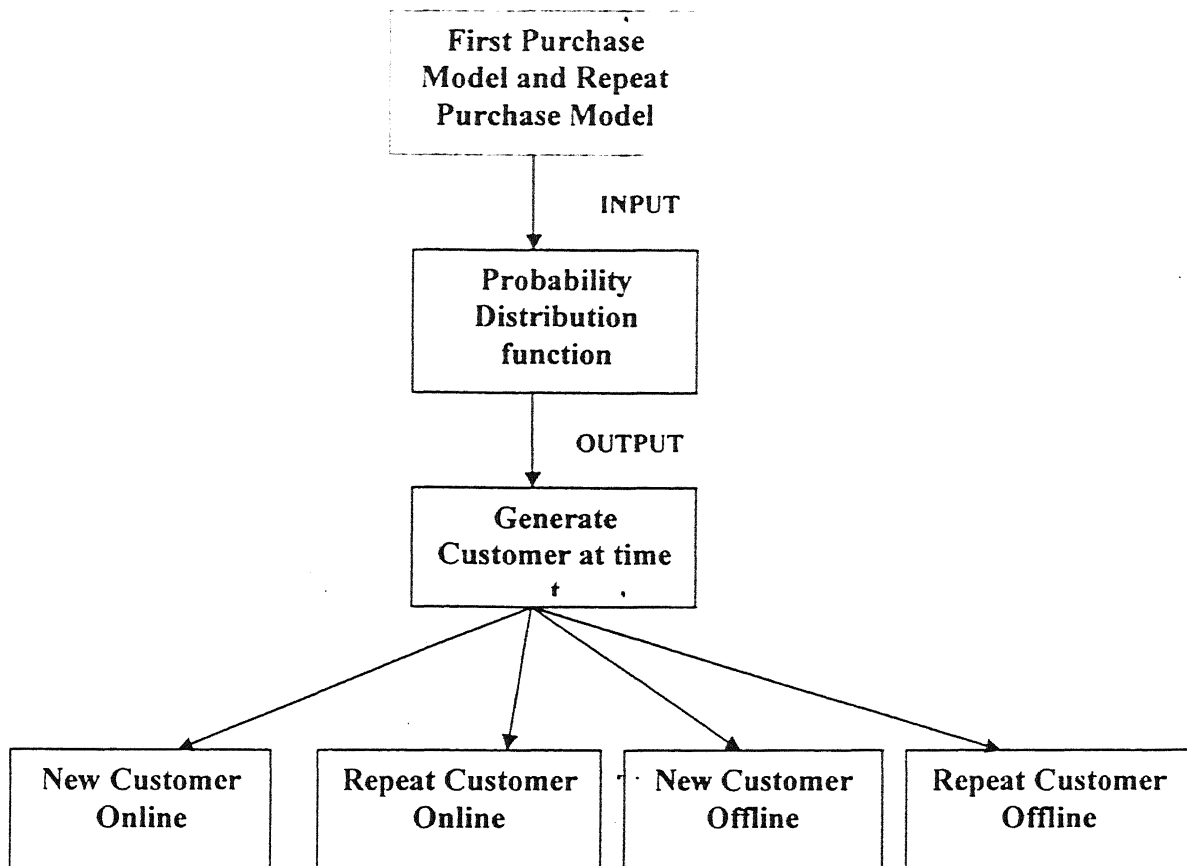 First Purchase
Model and Repeat
Purchase Model
INPUT
Probability
Distribution
function
OUTPUT
Generate
Customer at time
t
New Customer
Online
Repeat Customer
Online
New Customer
Offline
Repeat Customer
Offline